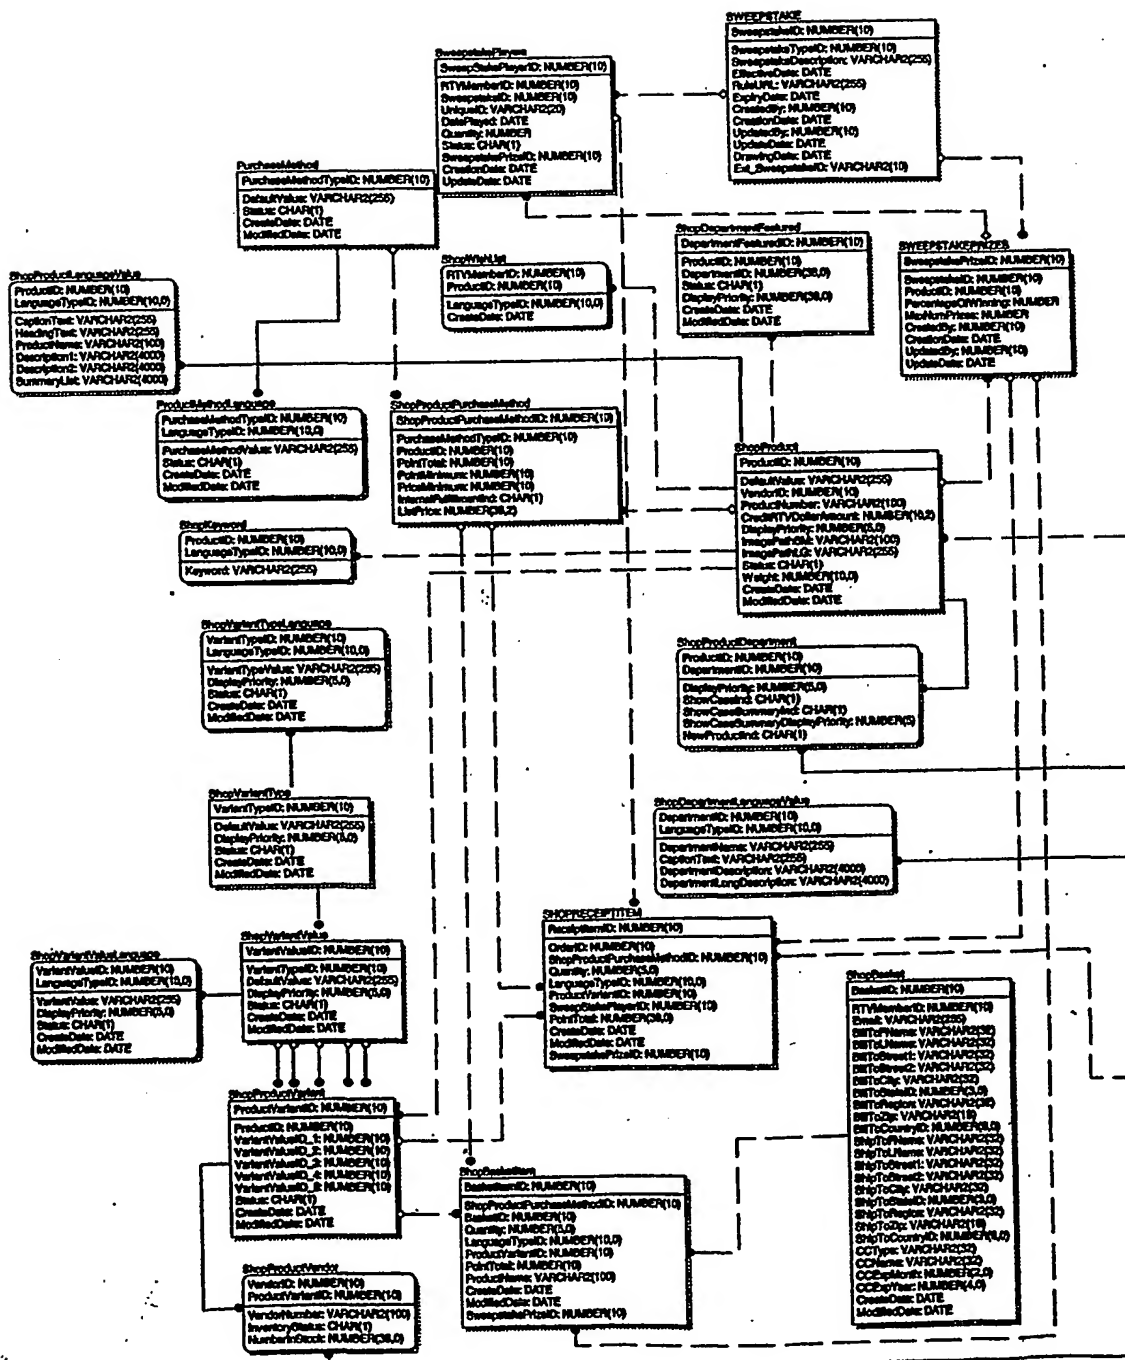 SWEEPSTAKE
SweepstakeID: NUMBER(10)
SweepstakeTypeID: NUMBER(10)
SweepstakeDescription: VARCHAR2(255)
EffectiveDate: DATE
RuleURL: VARCHAR2(255)
ExpiryDate: DATE
CreatedBy: NUMBER(10)
CreationDate: DATE
UpdatedBy: NUMBER(10)
UpdateDate: DATE
DrawingDate: DATE
Ext_SweepstakeID: VARCHAR2(10)
SweepstakePlayers
SweepStakePlayerID: NUMBER(10)
RTVMemberID: NUMBER(10)
SweepstakeID: NUMBER(10)
UniqueID: VARCHAR2(20)
DatePlayed: DATE
Quantity: NUMBER
Status: CHAR(1)
SweepstakePrizeID: NUMBER(10)
CreationDate: DATE
UpdateDate: DATE
PurchaseMethod
PurchaseMethodTypeID: NUMBER(10)
DefaultValue: VARCHAR2(255)
Status: CHAR(1)
CreateDate: DATE
ModifiedDate: DATE
ShopDepartmentFeatured
DepartmentFeaturedID: NUMBER(10)
ProductID: NUMBER(10)
DepartmentID: NUMBER(38,0)
Status: CHAR(1)
DisplayPriority: NUMBER(38,0)
CreateDate: DATE
ModifiedDate: DATE
SWEEPSTAKEPRIZES
SweepstakePrizeID: NUMBER(10)
SweepstakeID: NUMBER(10)
ProductID: NUMBER(10)
PercentageOfWinning: NUMBER
MaxNumPrizes: NUMBER
CreatedBy: NUMBER(10)
CreationDate: DATE
UpdatedBy: NUMBER(10)
UpdateDate: DATE
ShopWishList
RTVMemberID: NUMBER(10)
ProductID: NUMBER(10)
LanguageTypeID: NUMBER(10,0)
CreateDate: DATE
ShopProductLanguageValue
ProductID: NUMBER(10)
LanguageTypeID: NUMBER(10,0)
CaptionText: VARCHAR2(255)
HeadingText: VARCHAR2(255)
ProductName: VARCHAR2(100)
Description1: VARCHAR2(4000)
Description2: VARCHAR2(4000)
SummaryList: VARCHAR2(4000)
ProductMethodLanguage
PurchaseMethodTypeID: NUMBER(10)
LanguageTypeID: NUMBER(10,0)
PurchaseMethodValue: VARCHAR2(255)
Status: CHAR(1)
CreateDate: DATE
ModifiedDate: DATE
ShopProductPurchaseMethod
ShopProductPurchaseMethodID: NUMBER(10)
PurchaseMethodTypeID: NUMBER(10)
ProductID: NUMBER(10)
PointTotal: NUMBER(10)
PointMinimum: NUMBER(10)
PriceMinimum: NUMBER(10)
InternalFulfillmentInd: CHAR(1)
ListPrice: NUMBER(38,2)
ShopProduct
ProductID: NUMBER(10)
DefaultValue: VARCHAR2(255)
VendorID: NUMBER(10)
ProductNumber: VARCHAR2(100)
CreditRTVDollarAmount: NUMBER(10,2)
DisplayPriority: NUMBER(5,0)
ImagePathSM: VARCHAR2(100)
ImagePathLG: VARCHAR2(255)
Status: CHAR(1)
Weight: NUMBER(10,0)
CreateDate: DATE
ModifiedDate: DATE
ShopKeyword
ProductID: NUMBER(10)
LanguageTypeID: NUMBER(10,0)
Keyword: VARCHAR2(255)
ShopVariantTypeLanguage
VariantTypeID: NUMBER(10)
LanguageTypeID: NUMBER(10,0)
VariantTypeValue: VARCHAR2(255)
DisplayPriority: NUMBER(5,0)
Status: CHAR(1)
CreateDate: DATE
ModifiedDate: DATE
ShopProductDepartment
ProductID: NUMBER(10)
DepartmentID: NUMBER(10)
DisplayPriority: NUMBER(5,0)
ShowCaseInd: CHAR(1)
ShowCaseSummaryInd: CHAR(1)
ShowCaseSummaryDisplayPriority: NUMBER(5)
NewProductInd: CHAR(1)
ShopVariantType
VariantTypeID: NUMBER(10)
DefaultValue: VARCHAR2(255)
DisplayPriority: NUMBER(5,0)
Status: CHAR(1)
CreateDate: DATE
ModifiedDate: DATE
ShopDepartmentLanguageValue
DepartmentID: NUMBER(10)
LanguageTypeID: NUMBER(10,0)
DepartmentName: VARCHAR2(255)
CaptionText: VARCHAR2(255)
DepartmentDescription: VARCHAR2(4000)
DepartmentLongDescription: VARCHAR2(4000)
SHOPRECEIPTITEM
ReceiptItemID: NUMBER(10)
OrderID: NUMBER(10)
ShopProductPurchaseMethodID: NUMBER(10)
Quantity: NUMBER(5,0)
LanguageTypeID: NUMBER(10,0)
ProductVariantID: NUMBER(10)
SweepStakePlayerID: NUMBER(10)
PointTotal: NUMBER(38,0)
CreateDate: DATE
ModifiedDate: DATE
SweepstakePrizeID: NUMBER(10)
ShopVariantValue
VariantValueID: NUMBER(10)
VariantTypeID: NUMBER(10)
DefaultValue: VARCHAR2(255)
DisplayPriority: NUMBER(5,0)
Status: CHAR(1)
CreateDate: DATE
ModifiedDate: DATE
ShopVariantValueLanguage
VariantValueID: NUMBER(10)
LanguageTypeID: NUMBER(10,0)
VariantValue: VARCHAR2(255)
DisplayPriority: NUMBER(5,0)
Status: CHAR(1)
CreateDate: DATE
ModifiedDate: DATE
ShopBasket
BasketID: NUMBER(10)
RTVMemberID: NUMBER(10)
Email: VARCHAR2(255)
BillToFName: VARCHAR2(32)
BillToLName: VARCHAR2(32)
BillToStreet1: VARCHAR2(32)
BillToStreet2: VARCHAR2(32)
BillToCity: VARCHAR2(32)
BillToStateID: NUMBER(3,0)
BillToRegion: VARCHAR2(32)
BillToZip: VARCHAR2(18)
BillToCountryID: NUMBER(6,0)
ShipToFName: VARCHAR2(32)
ShipToLName: VARCHAR2(32)
ShipToStreet1: VARCHAR2(32)
ShipToStreet2: VARCHAR2(32)
ShipToCity: VARCHAR2(32)
ShipToStateID: NUMBER(3,0)
ShipToRegion: VARCHAR2(32)
ShipToZip: VARCHAR2(18)
ShipToCountryID: NUMBER(6,0)
CCType: VARCHAR2(32)
CCName: VARCHAR2(32)
CCExpMonth: NUMBER(2,0)
CCExpYear: NUMBER(4,0)
CreateDate: DATE
ModifiedDate: DATE
ShopProductVariant
ProductVariantID: NUMBER(10)
ProductID: NUMBER(10)
VariantValueID_1: NUMBER(10)
VariantValueID_2: NUMBER(10)
VariantValueID_3: NUMBER(10)
VariantValueID_4: NUMBER(10)
VariantValueID_5: NUMBER(10)
Status: CHAR(1)
CreateDate: DATE
ModifiedDate: DATE
ShopBasketItem
BasketItemID: NUMBER(10)
ShopProductPurchaseMethodID: NUMBER(10)
BasketID: NUMBER(10)
Quantity: NUMBER(5,0)
LanguageTypeID: NUMBER(10,0)
ProductVariantID: NUMBER(10)
PointTotal: NUMBER(10)
ProductName: VARCHAR2(100)
CreateDate: DATE
ModifiedDate: DATE
SweepstakePrizeID: NUMBER(10)
ShopProductVendor
VendorID: NUMBER(10)
ProductVariantID: NUMBER(10)
VendorNumber: VARCHAR2(100)
InventoryStatus: CHAR(1)
NumberInStock: NUMBER(38,0)